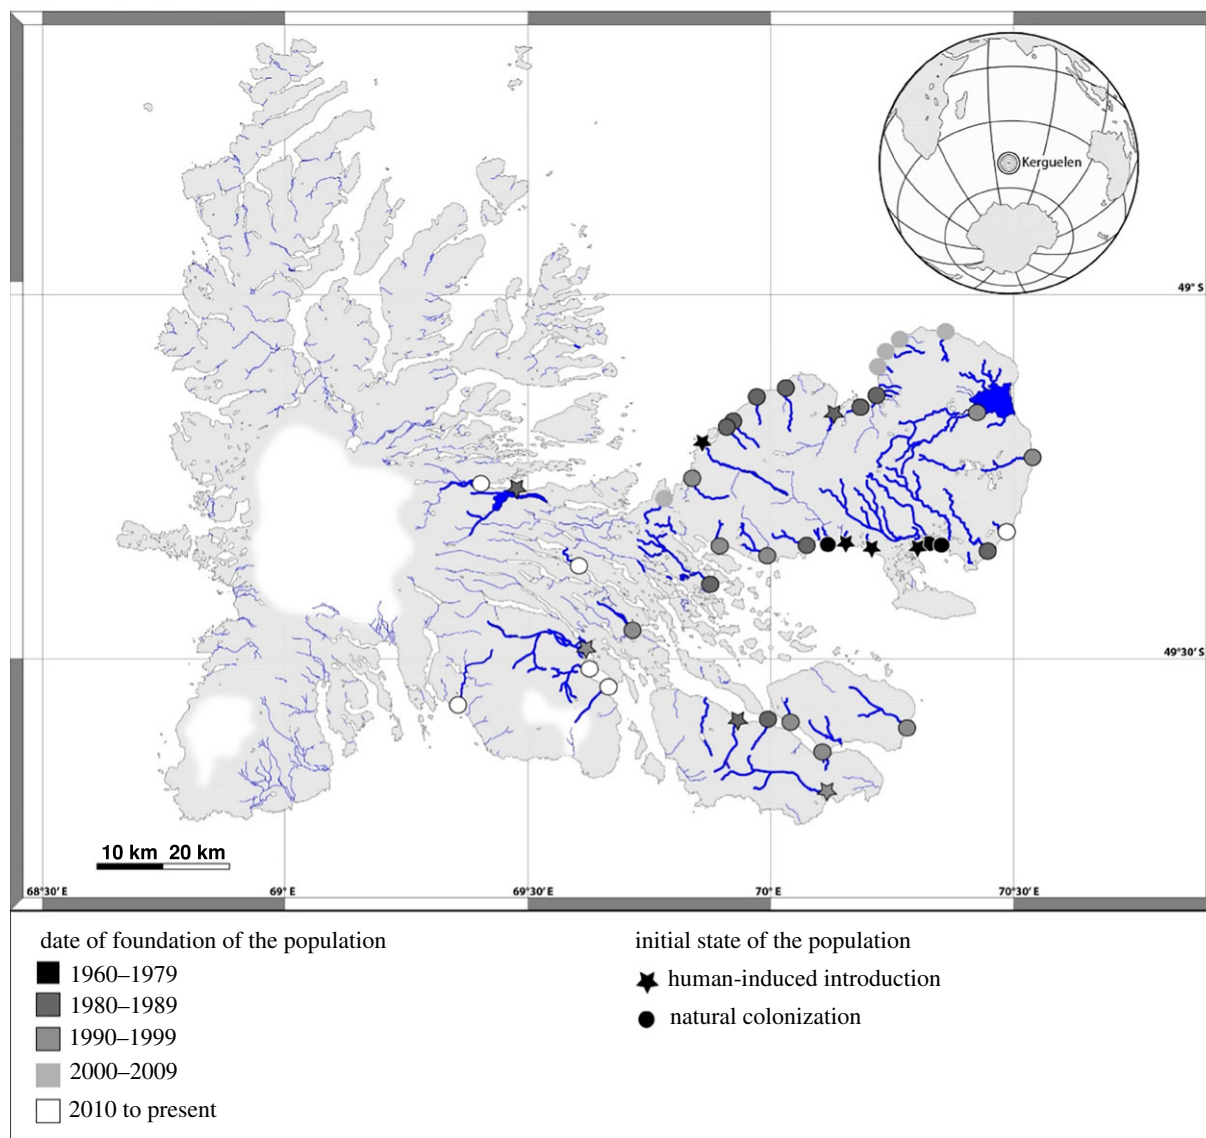 Kerguelen
49° S
49°30' S
10 km 20 km
68°30' E 69° E 69°30' E 70° E 70°30' E
date of foundation of the population
1960–1979
1980–1989
1990–1999
2000–2009
2010 to present
initial state of the population
human-induced introduction
natural colonization